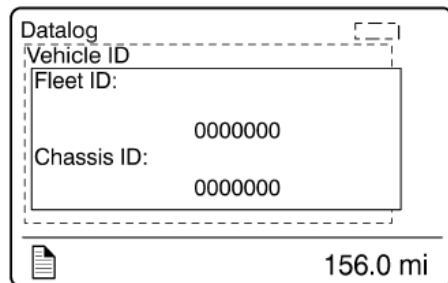 Datalog
Vehicle ID
Fleet ID:
0000000
Chassis ID:
0000000
156.0 mi